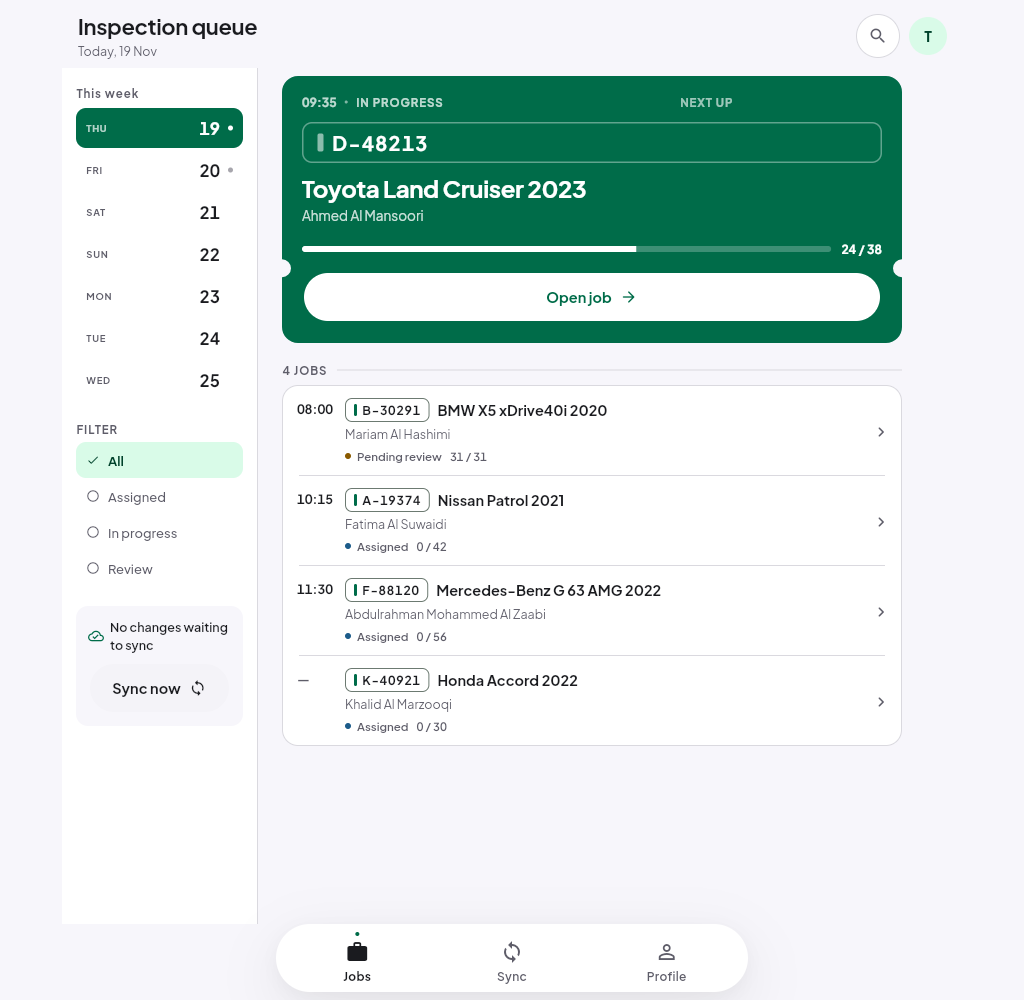 Inspection queue
Today, 19 Nov
T
This week
THU 19
FRI 20
SAT 21
SUN 22
MON 23
TUE 24
WED 25
FILTER
All
Assigned
In progress
Review
No changes waiting
to sync
Sync now
09:35 • IN PROGRESS
NEXT UP
D-48213
Toyota Land Cruiser 2023
Ahmed Al Mansoori
24 / 38
Open job
4 JOBS
08:00 B-30291 BMW X5 xDrive40i 2020
Mariam Al Hashimi
Pending review 31 / 31
10:15 A-19374 Nissan Patrol 2021
Fatima Al Suwaidi
Assigned 0 / 42
11:30 F-88120 Mercedes-Benz G 63 AMG 2022
Abdulrahman Mohammed Al Zaabi
Assigned 0 / 56
— K-40921 Honda Accord 2022
Khalid Al Marzooqi
Assigned 0 / 30
Jobs
Sync
Profile